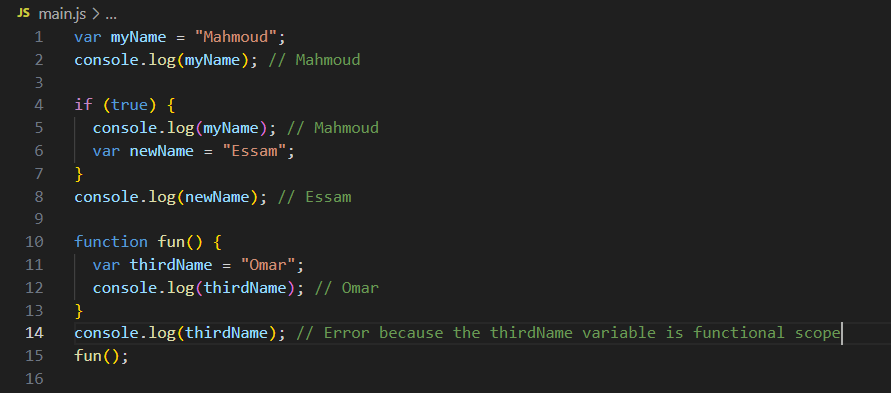 JS main.js > ...
1 var myName = "Mahmoud";
2 console.log(myName); // Mahmoud
3
4 if (true) {
5   console.log(myName); // Mahmoud
6   var newName = "Essam";
7 }
8 console.log(newName); // Essam
9
10 function fun() {
11   var thirdName = "Omar";
12   console.log(thirdName); // Omar
13 }
14 console.log(thirdName); // Error because the thirdName variable is functional scope
15 fun();
16